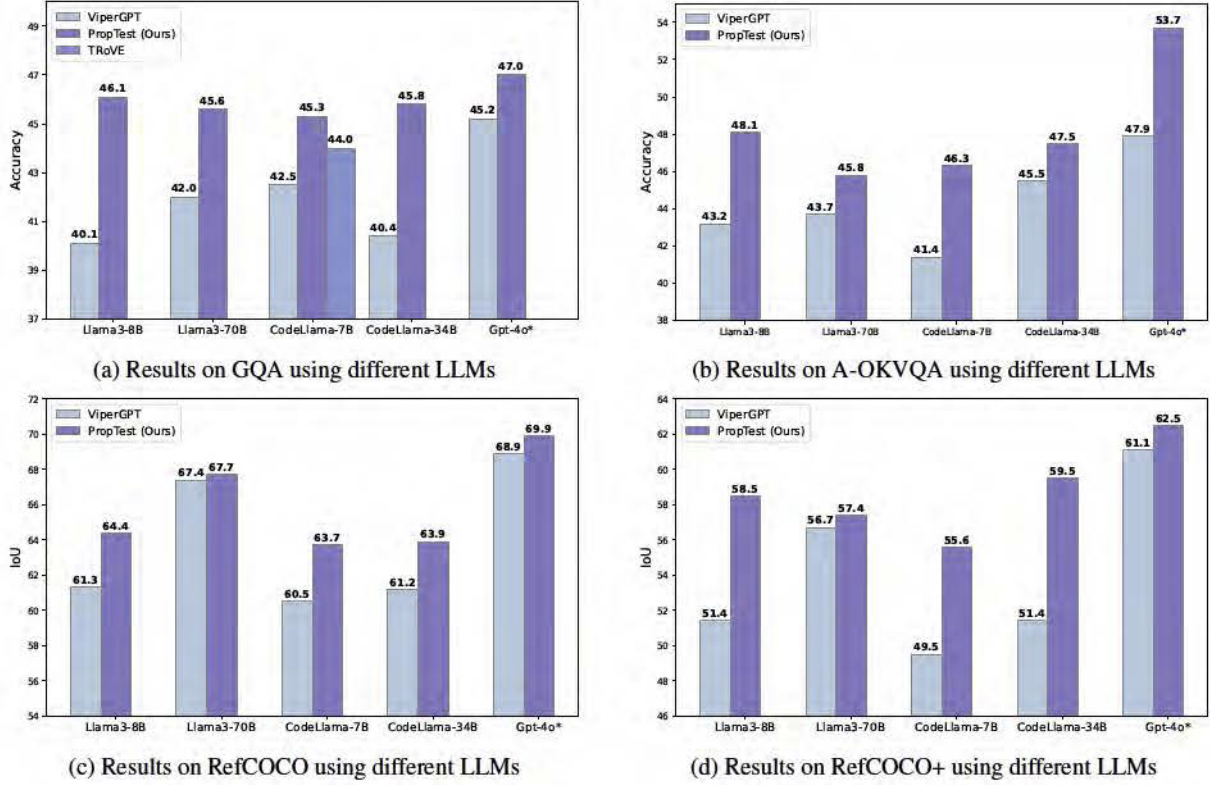 ViperGPT
PropTest (Ours)
TRoVE
49
47
45
43
41
39
37
Accuracy
40.1
46.1
42.0
45.6
42.5
45.3
44.0
40.4
45.8
45.2
47.0
Llama3-8B
Llama3-70B
CodeLlama-7B
CodeLlama-34B
Gpt-4o*
(a) Results on GQA using different LLMs
ViperGPT
PropTest (Ours)
54
52
50
48
46
44
42
40
38
Accuracy
43.2
48.1
43.7
45.8
41.4
46.3
45.5
47.5
47.9
53.7
Llama3-8B
Llama3-70B
CodeLlama-7B
CodeLlama-34B
Gpt-4o*
(b) Results on A-OKVQA using different LLMs
ViperGPT
PropTest (Ours)
72
70
68
66
64
62
60
58
56
54
IoU
61.3
64.4
67.4
67.7
60.5
63.7
61.2
63.9
68.9
69.9
Llama3-8B
Llama3-70B
CodeLlama-7B
CodeLlama-34B
Gpt-4o*
(c) Results on RefCOCO using different LLMs
ViperGPT
PropTest (Ours)
64
62
60
58
56
54
52
50
48
46
IoU
51.4
58.5
56.7
57.4
49.5
55.6
51.4
59.5
61.1
62.5
Llama3-8B
Llama3-70B
CodeLlama-7B
CodeLlama-34B
Gpt-4o*
(d) Results on RefCOCO+ using different LLMs